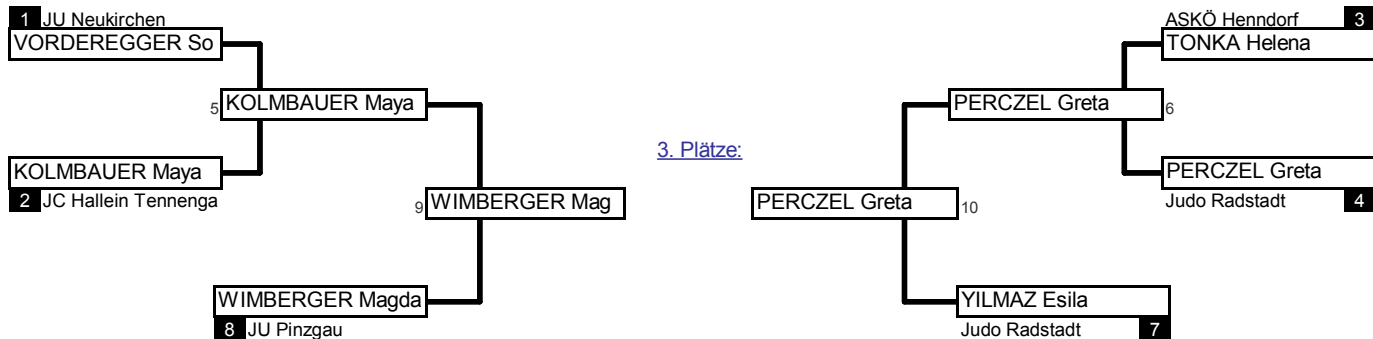 1 JU Neukirchen
VORDEREGGER So
5 KOLMBAUER Maya
KOLMBAUER Maya
2 JC Hallein Tennenga
9 WIMBERGER Mag
WIMBERGER Magda
8 JU Pinzgau
3. Plätze:
ASKÖ Henndorf 3
TONKA Helena
PERCZEL Greta 6
PERCZEL Greta
Judo Radstadt 4
PERCZEL Greta 10
YILMAZ Esila
Judo Radstadt 7